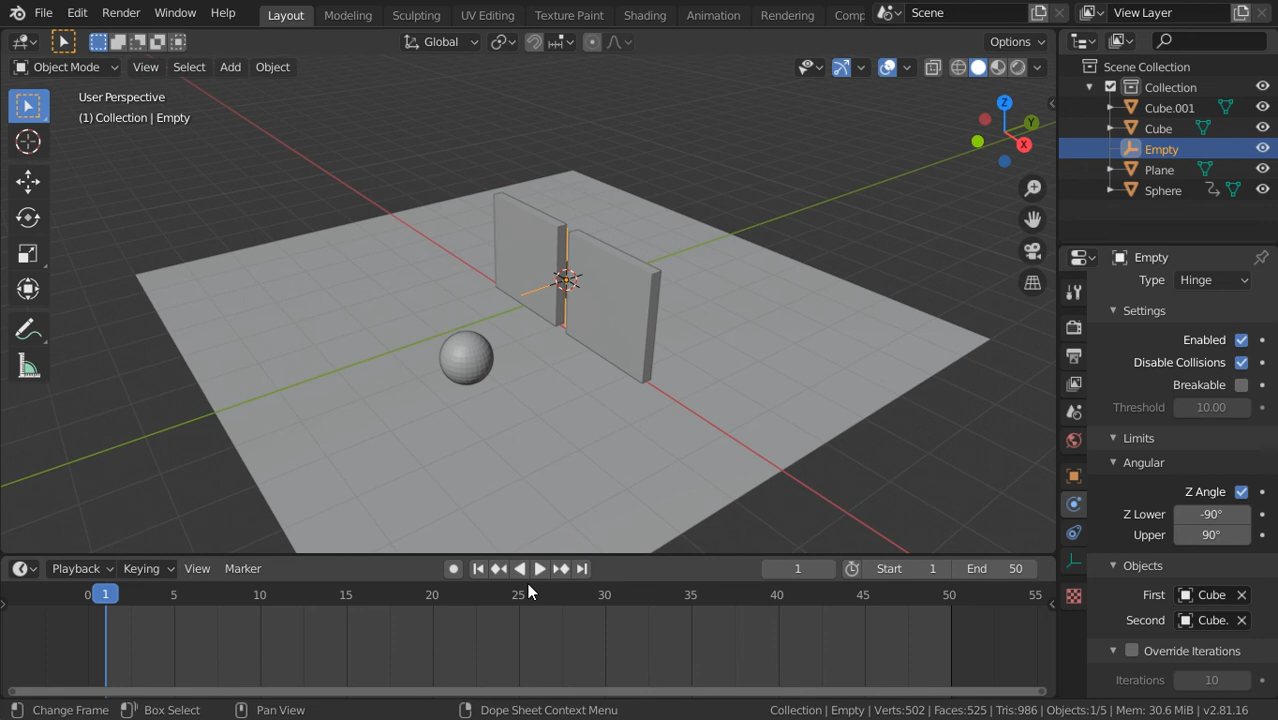 File Edit Render Window Help Layout Modeling Sculpting UV Editing Texture Paint Shading Animation Rendering Comp Scene View Layer
Global Options
Object Mode View Select Add Object
User Perspective
(1) Collection | Empty
Z
Y
X
Scene Collection
Collection
Cube.001
Cube
Empty
Plane
Sphere
Empty
Type Hinge
Settings
Enabled
Disable Collisions
Breakable
Threshold 10.00
Limits
Angular
Z Angle
Z Lower -90°
Upper 90°
Objects
First Cube
Second Cube.
Override Iterations
Iterations 10
Playback Keying View Marker 1 Start 1 End 50
0 1 5 10 15 20 25 30 35 40 45 50 55
Change Frame Box Select Pan View Dope Sheet Context Menu Collection | Empty | Verts:502 | Faces:525 | Tris:986 | Objects:1/5 | Mem: 30.6 MiB | v2.81.16